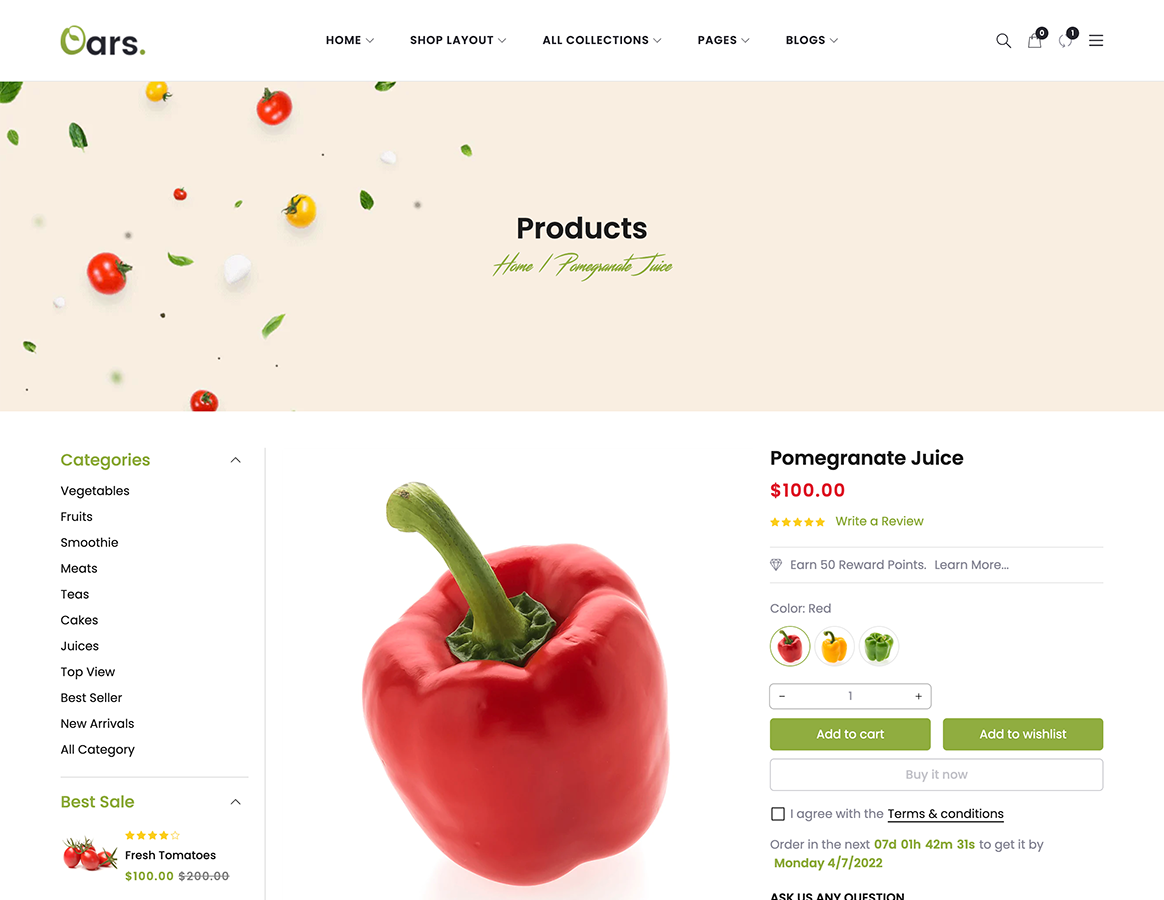 Oars.
HOME SHOP LAYOUT ALL COLLECTIONS PAGES BLOGS 0 1
Products
Home / Pomegranate Juice
Categories
Vegetables
Fruits
Smoothie
Meats
Teas
Cakes
Juices
Top View
Best Seller
New Arrivals
All Category
Best Sale
Fresh Tomatoes
$100.00 $200.00
Pomegranate Juice
$100.00
Write a Review
Earn 50 Reward Points. Learn More...
Color: Red
- 1 +
Add to cart Add to wishlist
Buy it now
I agree with the Terms & conditions
Order in the next 07d 01h 42m 31s to get it by
Monday 4/7/2022
ASK US ANY QUESTION